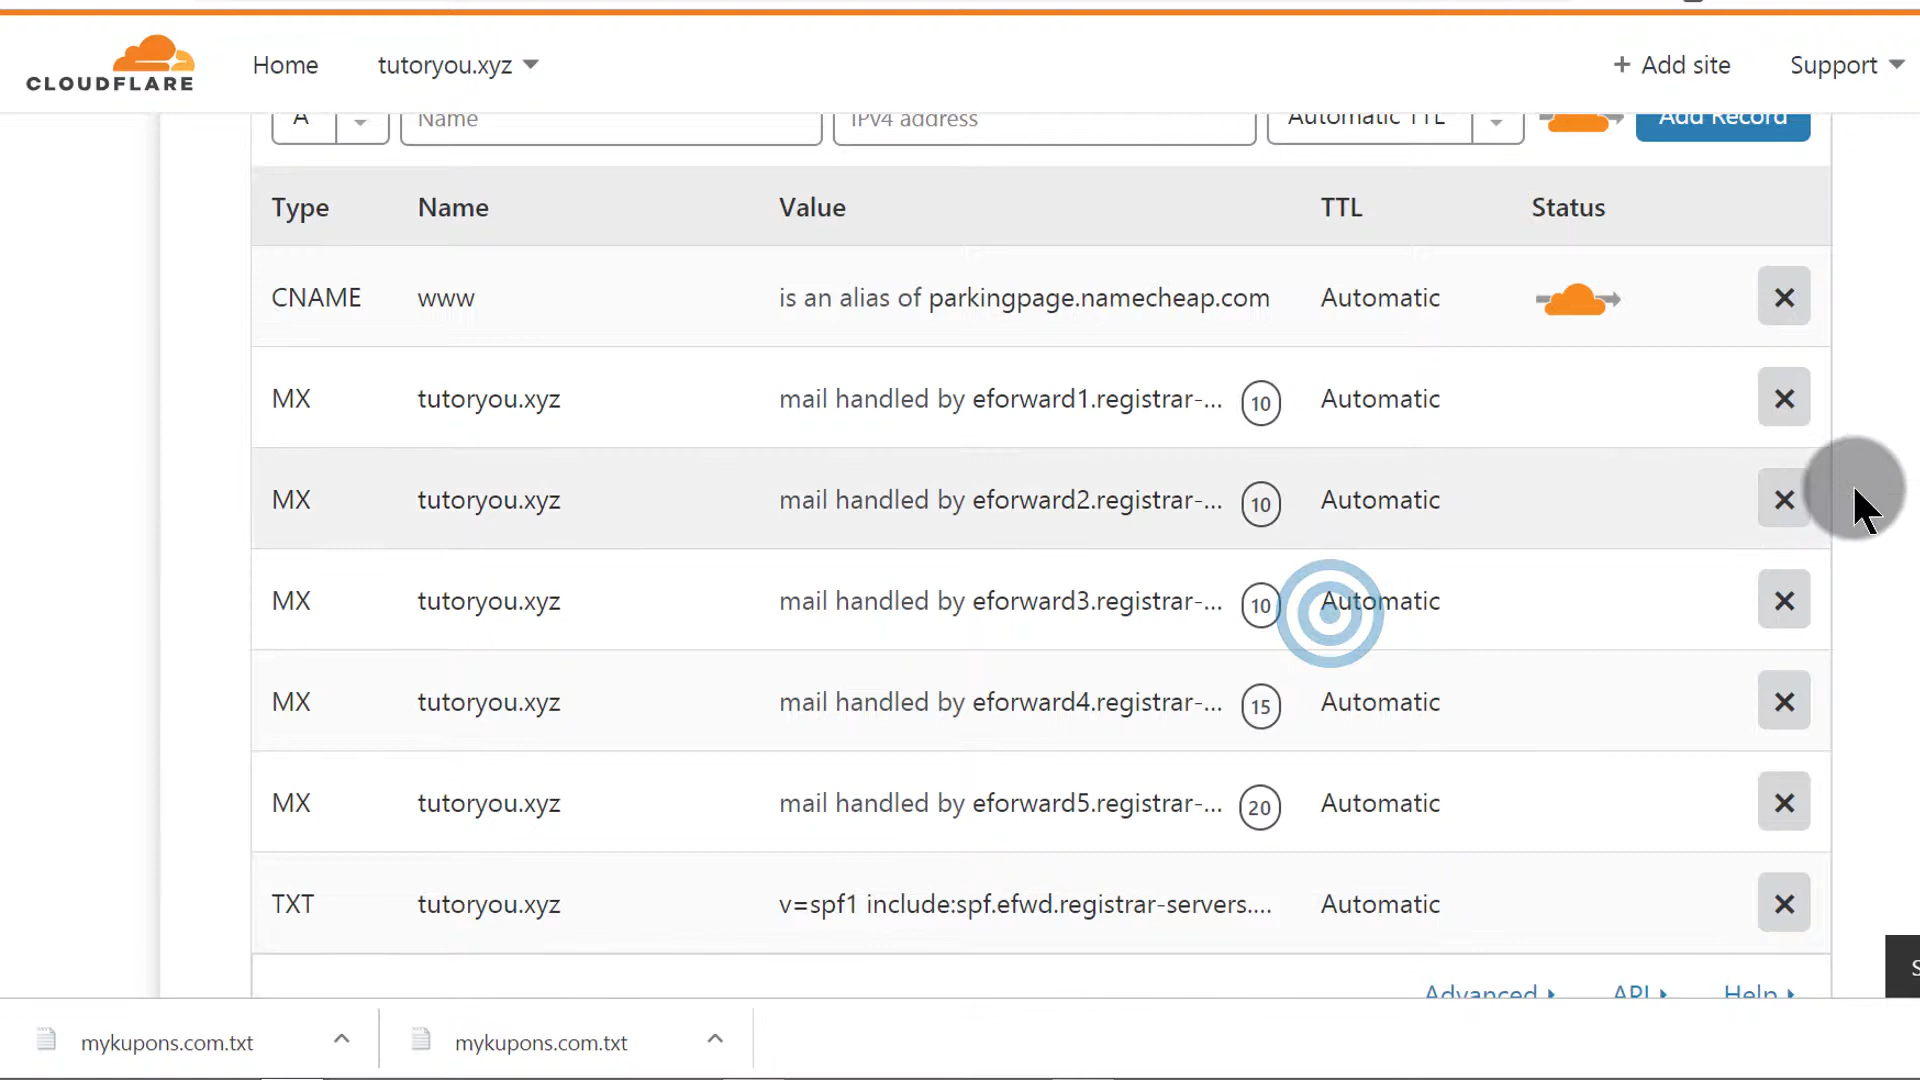 CLOUDFLARE Home tutoryou.xyz + Add site Support
A Name IPv4 address Automatic TTL Add Record
Type Name Value TTL Status
CNAME www is an alias of parkingpage.namecheap.com Automatic
MX tutoryou.xyz mail handled by eforward1.registrar-... 10 Automatic
MX tutoryou.xyz mail handled by eforward2.registrar-... 10 Automatic
MX tutoryou.xyz mail handled by eforward3.registrar-... 10 Automatic
MX tutoryou.xyz mail handled by eforward4.registrar-... 15 Automatic
MX tutoryou.xyz mail handled by eforward5.registrar-... 20 Automatic
TXT tutoryou.xyz v=spf1 include:spf.efwd.registrar-servers.... Automatic
Advanced API Help
mykupons.com.txt mykupons.com.txt